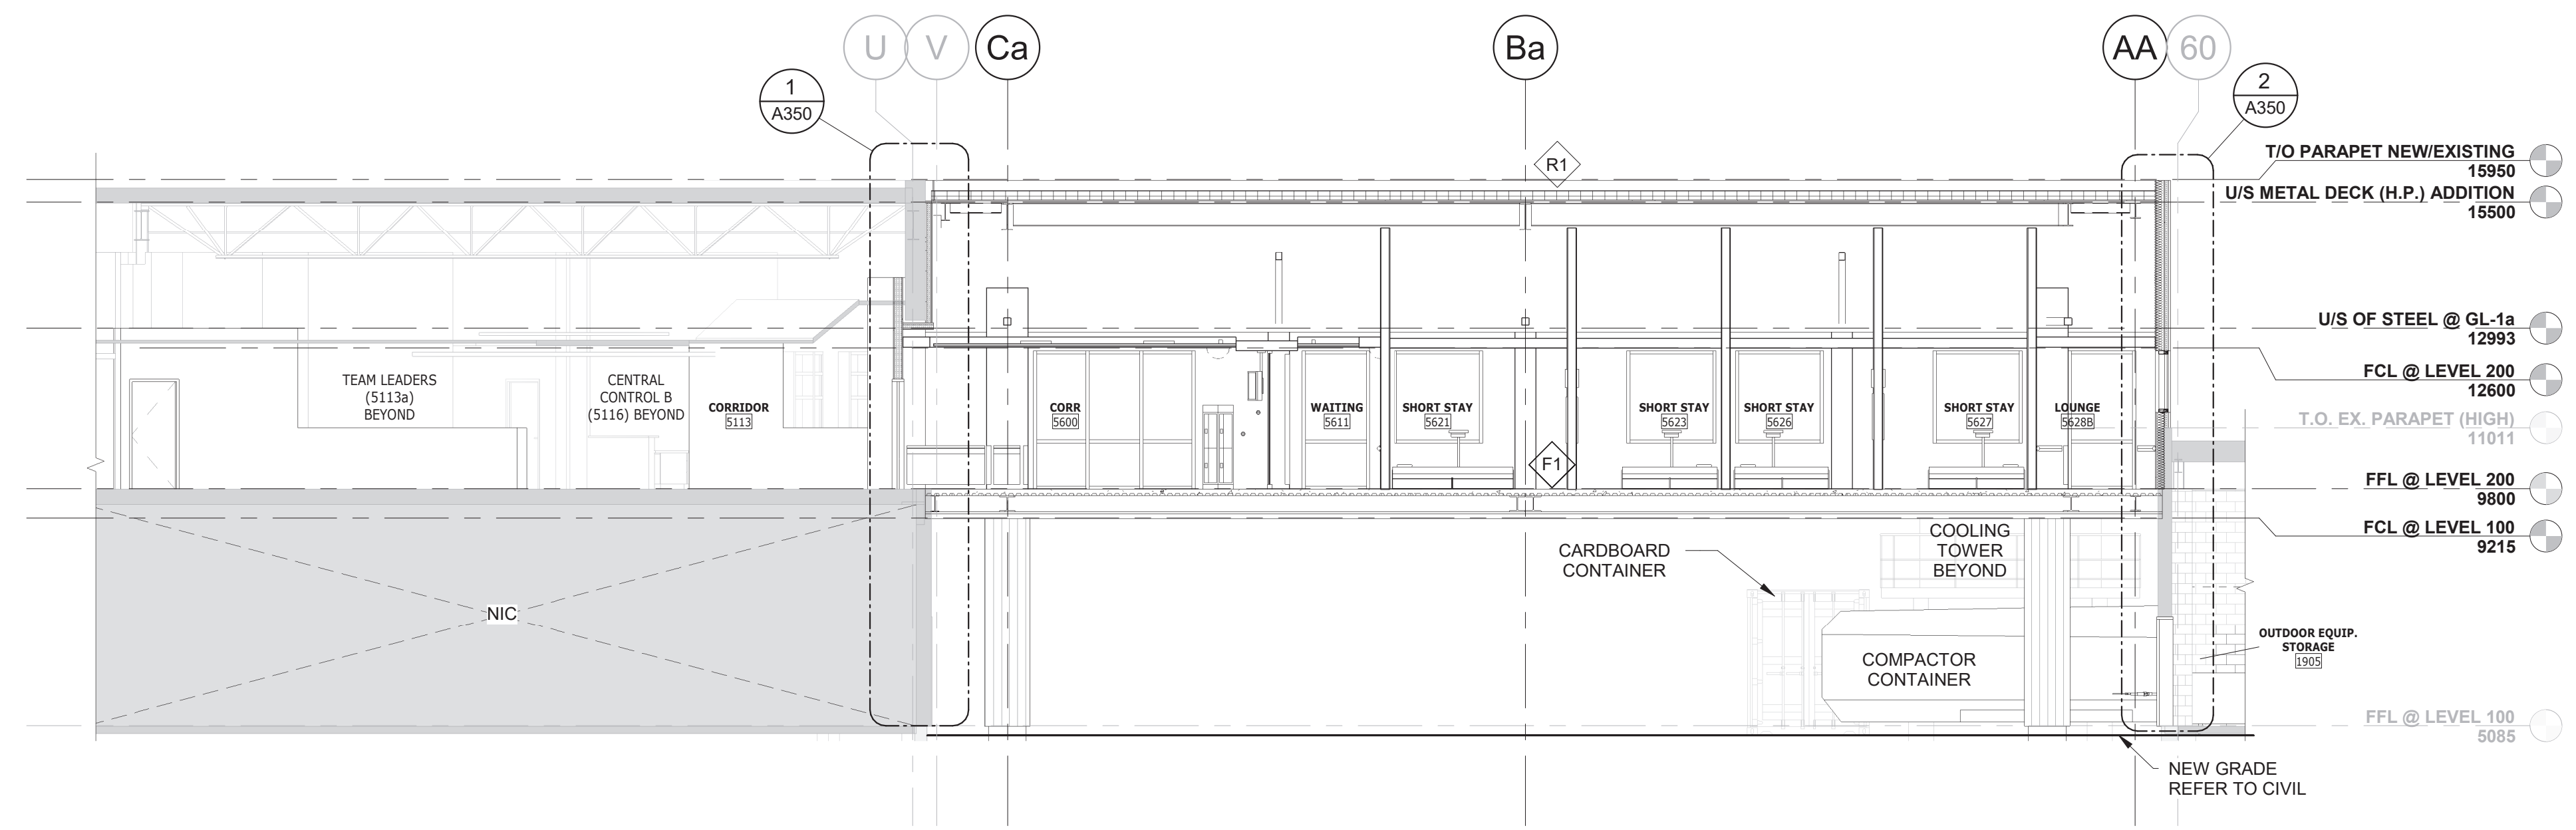 U
V
Ca
Ba
AA
60
1
A350
2
A350
R1
T/O PARAPET NEW/EXISTING
15950
U/S METAL DECK (H.P.) ADDITION
15500
U/S OF STEEL @ GL-1a
12993
FCL @ LEVEL 200
12600
T.O. EX. PARAPET (HIGH)
11011
FFL @ LEVEL 200
9800
FCL @ LEVEL 100
9215
FFL @ LEVEL 100
5085
TEAM LEADERS
(5113a)
BEYOND
CENTRAL
CONTROL B
(5116) BEYOND
CORRIDOR
5113
CORR
5600
WAITING
5611
SHORT STAY
5621
SHORT STAY
5623
SHORT STAY
5626
SHORT STAY
5627
LOUNGE
5628B
F1
NIC
CARDBOARD
CONTAINER
COOLING
TOWER
BEYOND
COMPACTOR
CONTAINER
OUTDOOR EQUIP.
STORAGE
1905
NEW GRADE
REFER TO CIVIL